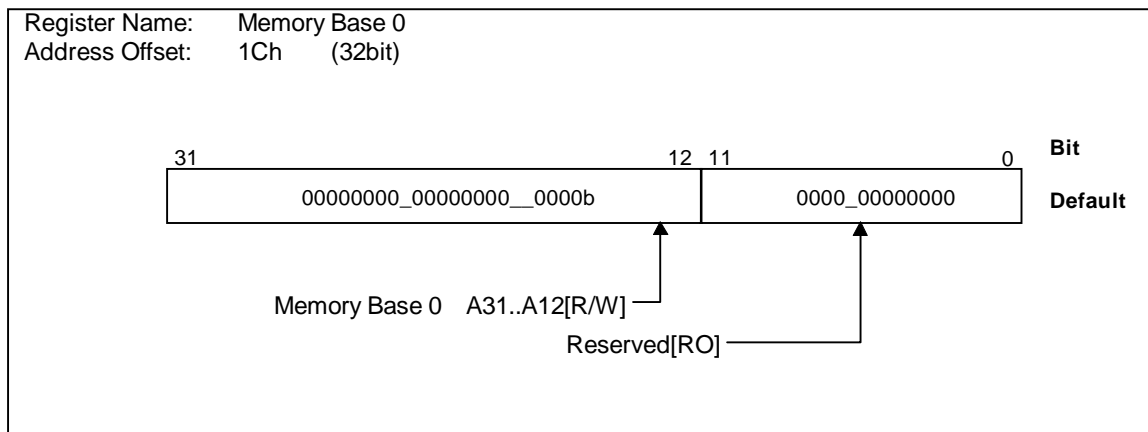 Register Name: Memory Base 0
Address Offset: 1Ch (32bit)
31 12 11 0 Bit
00000000_00000000__0000b 0000_00000000 Default
Memory Base 0 A31..A12[R/W]
Reserved[RO]